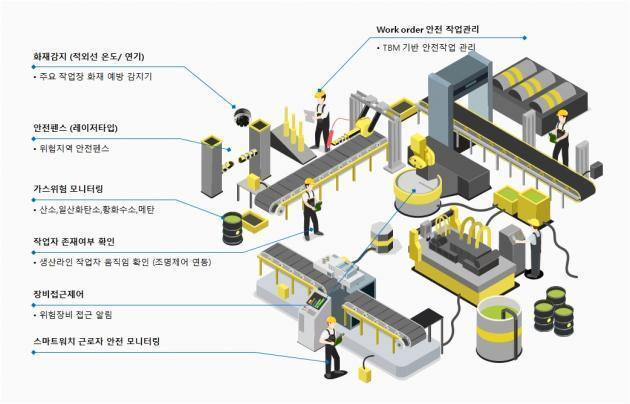 Work order 안전 작업관리
• TBM 기반 안전작업 관리
화재감지 (적외선 온도/ 연기)
• 주요 작업장 화재 예방 감지기
안전펜스 (레이저타입)
• 위험지역 안전펜스
가스위험 모니터링
• 산소,일산화탄소,황화수소,메탄
작업자 존재여부 확인
• 생산라인 작업자 움직임 확인 (조명제어 연동)
장비접근제어
• 위험장비 접근 알림
스마트워치 근로자 안전 모니터링